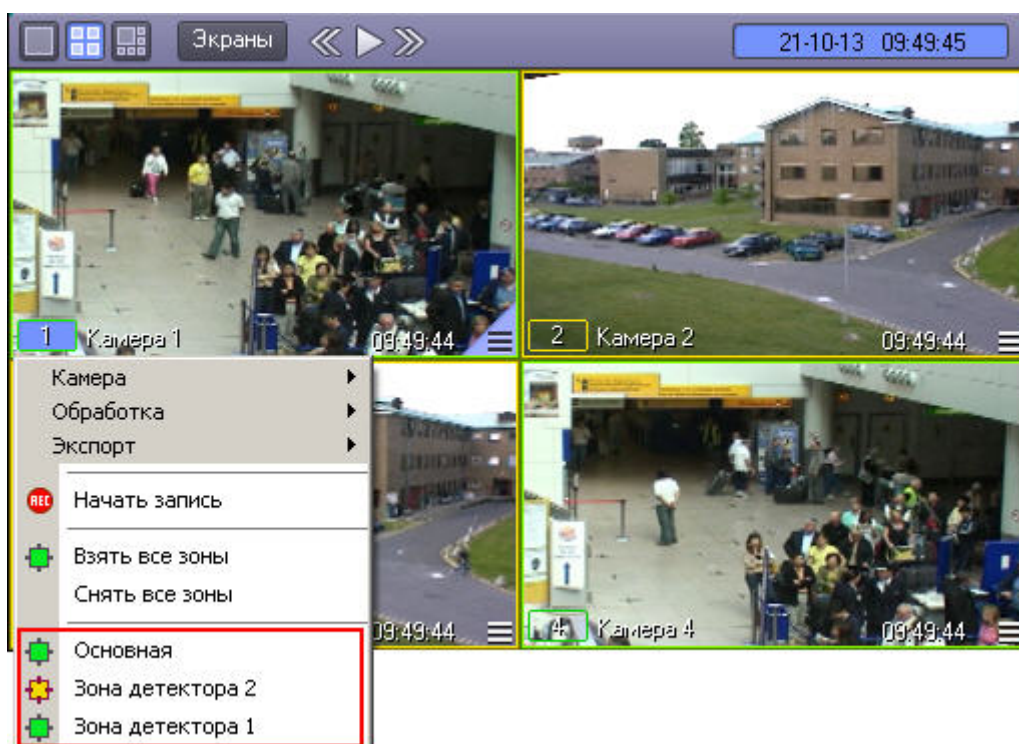 Экраны
21-10-13 09:49:45
1 Камера 1 09:49:44
2 Камера 2 09:49:44
Камера
Обработка
Экспорт
REC Начать запись
Взять все зоны
Снять все зоны
09:49:44
4 Камера 4 09:49:44
Основная
Зона детектора 2
Зона детектора 1